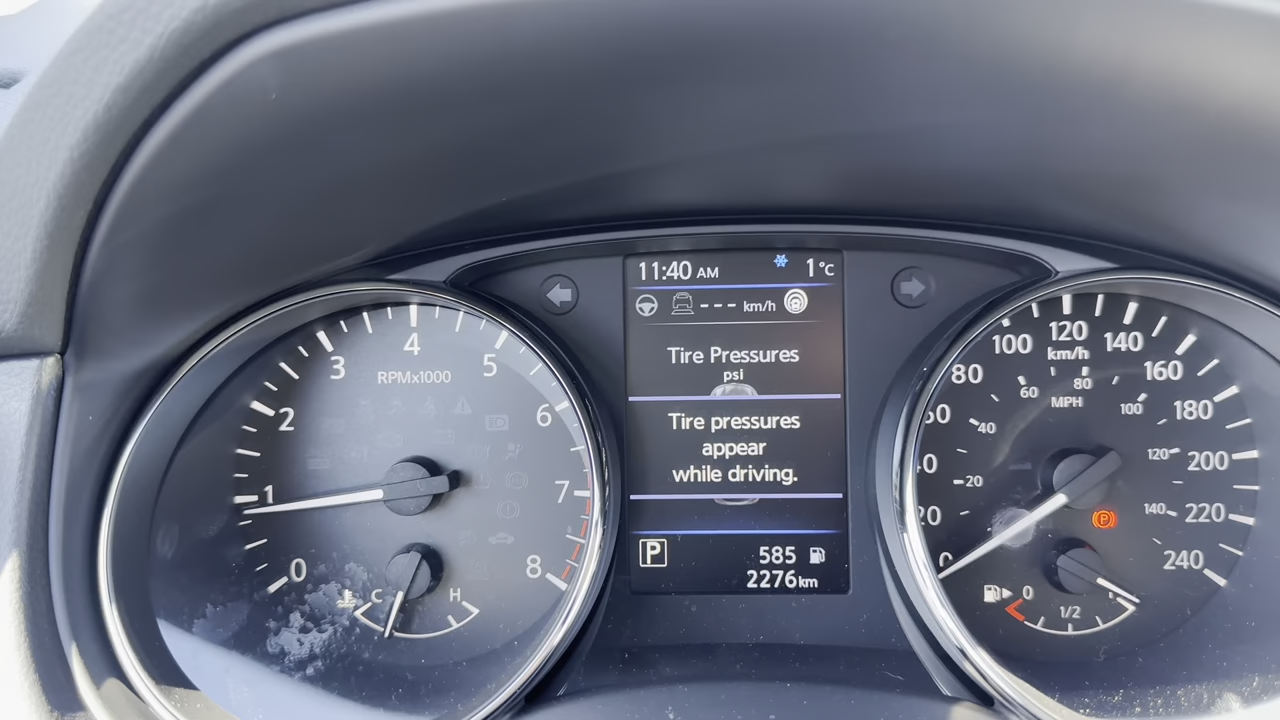 11:40 AM 1°C
--- km/h
Tire Pressures
psi
Tire pressures
appear
while driving.
P 585
2276km
4
3 5
RPMx1000
2 6
1 7
0 8
C H
120
100 140
km/h
80 160
80
60
MPH
100
180
40
120
200
20
140 220
20
0 240
0
1/2
P